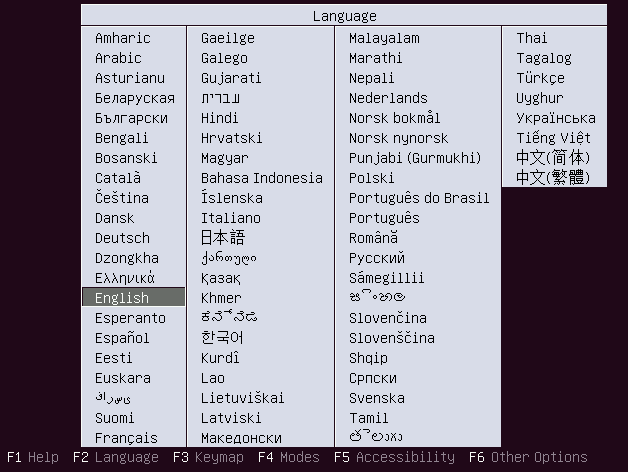 Language
Amharic
Arabic
Asturianu
Беларуская
Български
Bengali
Bosanski
Català
Čeština
Dansk
Deutsch
Dzongkha
Ελληνικά
English
Esperanto
Español
Eesti
Euskara
فارسی
Suomi
Français
Gaeilge
Galego
Gujarati
עברית
Hindi
Hrvatski
Magyar
Bahasa Indonesia
Íslenska
Italiano
日本語
ქართული
Қазақ
Khmer
ಕನ್ನಡ
한국어
Kurdî
Lao
Lietuviškai
Latviski
Македонски
Malayalam
Marathi
Nepali
Nederlands
Norsk bokmål
Norsk nynorsk
Punjabi (Gurmukhi)
Polski
Português do Brasil
Português
Română
Русский
Sámegillii
සිංහල
Slovenčina
Slovenščina
Shqip
Српски
Svenska
Tamil
తెలుగు
Thai
Tagalog
Türkçe
Uyghur
Українська
Tiếng Việt
中文(简体)
中文(繁體)
F1 Help F2 Language F3 Keymap F4 Modes F5 Accessibility F6 Other Options